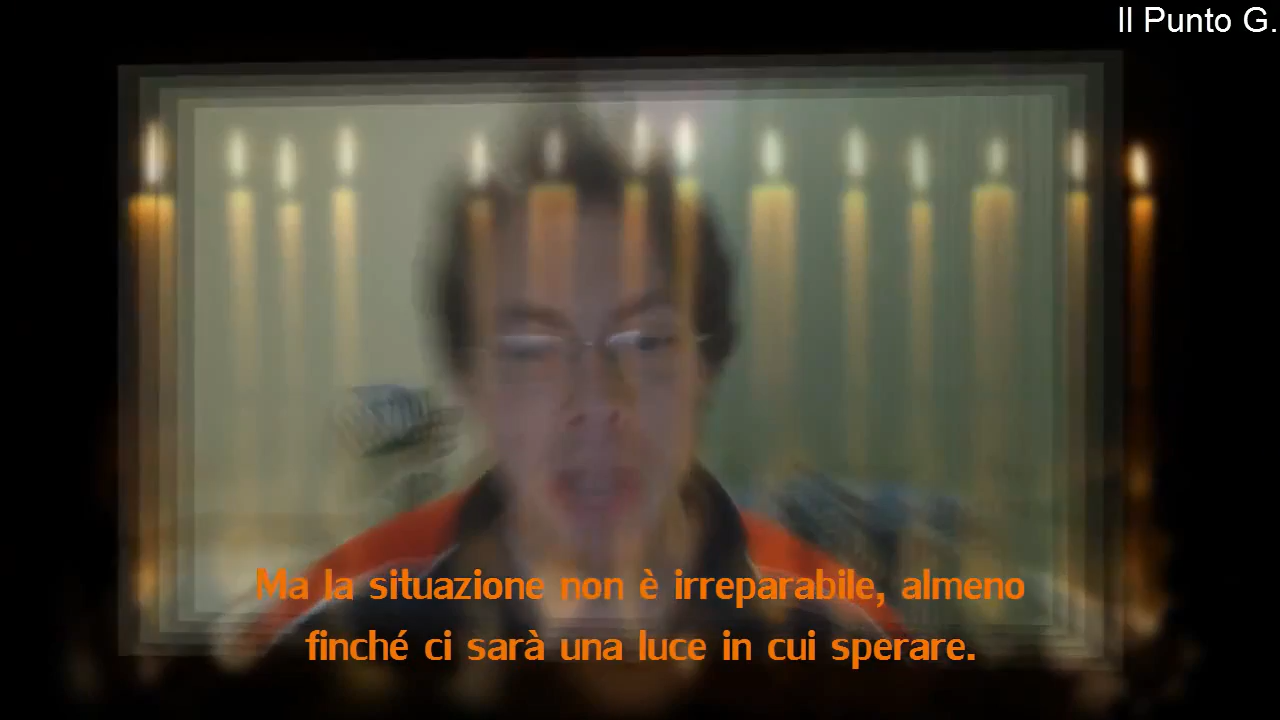 Il Punto G.
Ma la situazione non è irreparabile, almeno
finché ci sarà una luce in cui sperare.